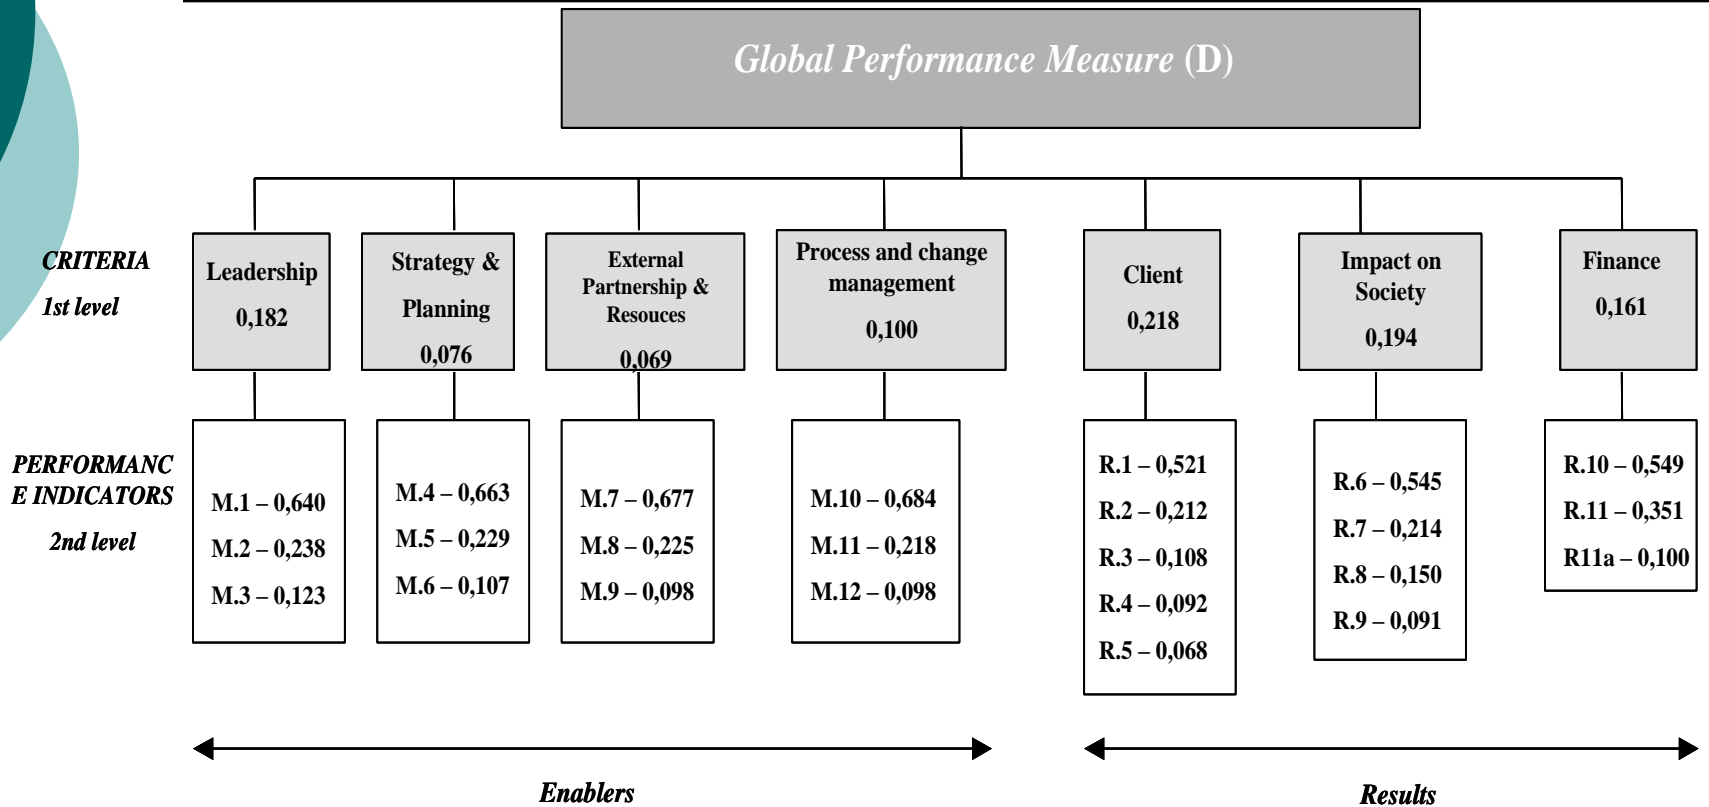 Global Performance Measure (D)
CRITERIA
1st level
Leadership
0,182
Strategy &
Planning
0,076
External
Partnership &
Resouces
0,069
Process and change
management
0,100
Client
0,218
Impact on
Society
0,194
Finance
0,161
PERFORMANC
E INDICATORS
2nd level
M.1 – 0,640
M.2 – 0,238
M.3 – 0,123
M.4 – 0,663
M.5 – 0,229
M.6 – 0,107
M.7 – 0,677
M.8 – 0,225
M.9 – 0,098
M.10 – 0,684
M.11 – 0,218
M.12 – 0,098
R.1 – 0,521
R.2 – 0,212
R.3 – 0,108
R.4 – 0,092
R.5 – 0,068
R.6 – 0,545
R.7 – 0,214
R.8 – 0,150
R.9 – 0,091
R.10 – 0,549
R.11 – 0,351
R11a – 0,100
Enablers
Results